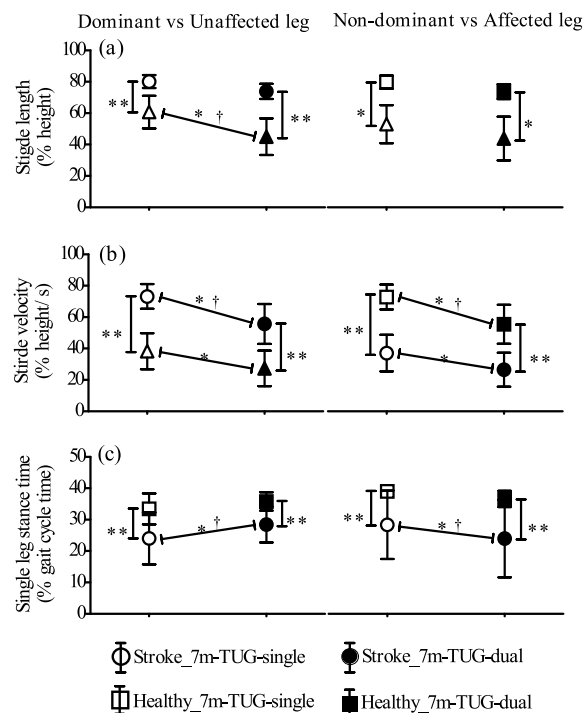 Dominant vs Unaffected leg
Non-dominant vs Affected leg
(a)
Stigde length
(% height)
100
80
60
40
20
0
**
* †
**
*
*
(b)
Stirde velocity
(% height/ s)
100
80
60
40
20
0
**
* †
*
**
**
* †
*
**
(c)
Single leg stance time
(% gait cycle time)
50
40
30
20
10
0
**
* †
**
**
* †
**
Stroke_7m-TUG-single
Stroke_7m-TUG-dual
Healthy_7m-TUG-single
Healthy_7m-TUG-dual